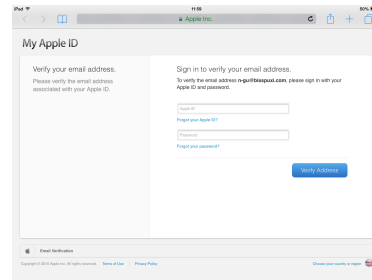 iPad
11:59
50%
Apple Inc.
My Apple ID
Verify your email address.
Please verify the email address
associated with your Apple ID.
Sign in to verify your email address.
To verify the email address n-gu@bisspuxi.com, please sign in with your
Apple ID and password.
Apple ID
Forgot your Apple ID?
Password
Forgot your password?
Verify Address
Email Verification
Copyright © 2015 Apple Inc. All rights reserved. Terms of Use | Privacy Policy
Choose your country or region